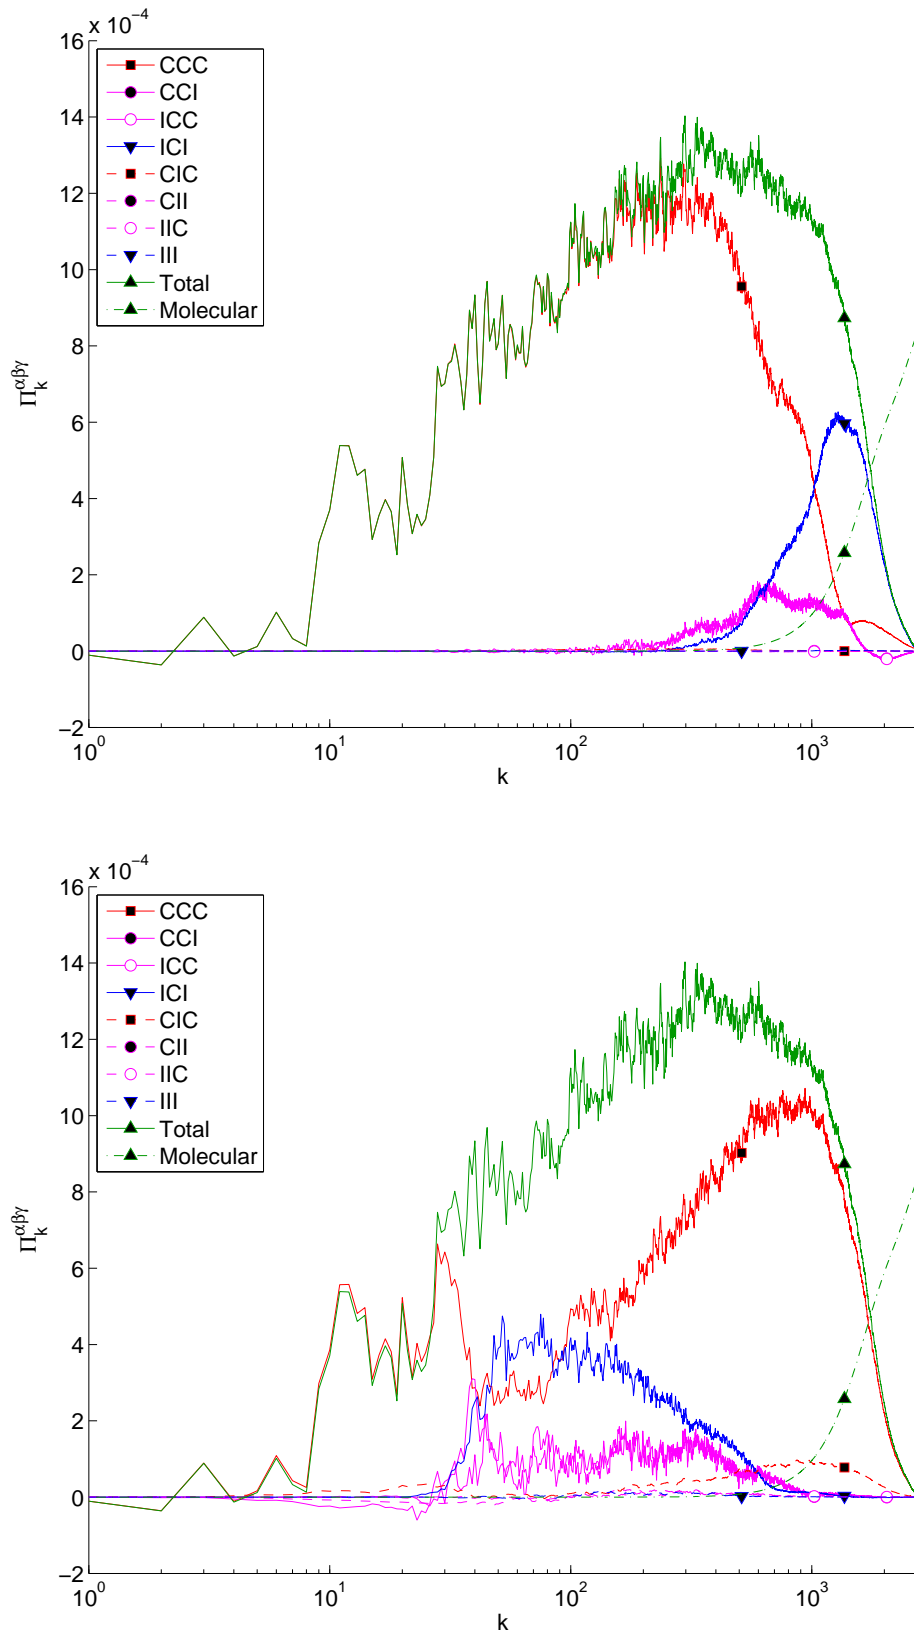 x 10⁻⁴
16
14
12
10
8
6
4
2
0
−2
CCC
CCI
ICC
ICI
CIC
CII
IIC
III
Total
Molecular
Π_k^αβγ
10⁰ 10¹ 10² 10³
k
x 10⁻⁴
16
14
12
10
8
6
4
2
0
−2
CCC
CCI
ICC
ICI
CIC
CII
IIC
III
Total
Molecular
Π_k^αβγ
10⁰ 10¹ 10² 10³
k